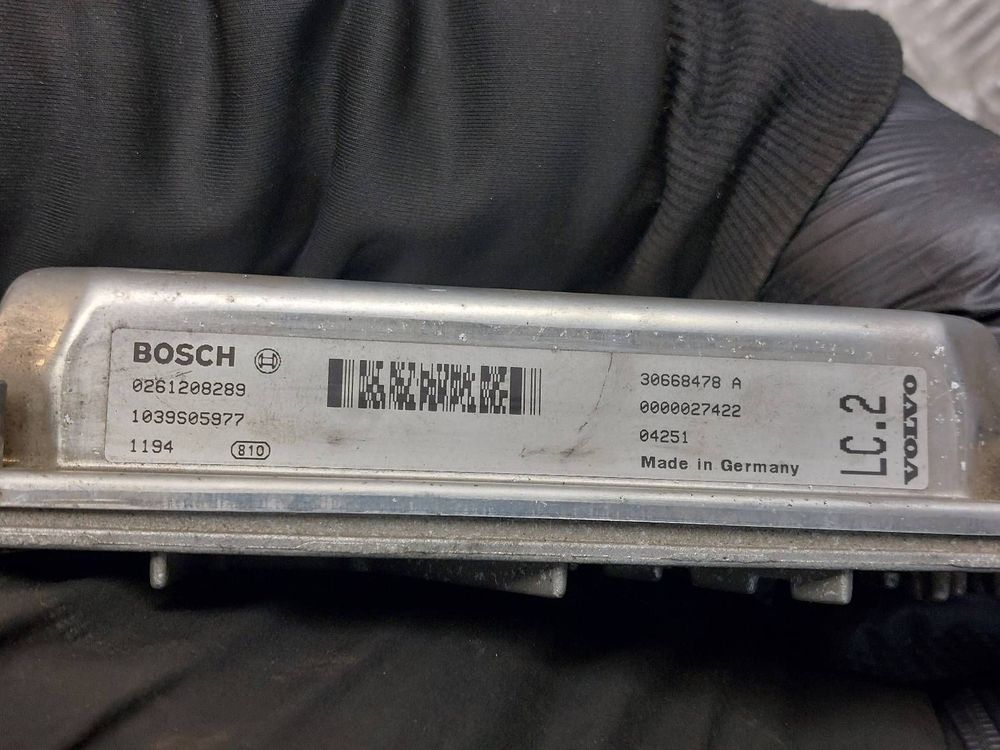 BOSCH
0261208289
1039S05977
1194 810
30668478 A
0000027422
04251
Made in Germany
LC.2
VOLVO